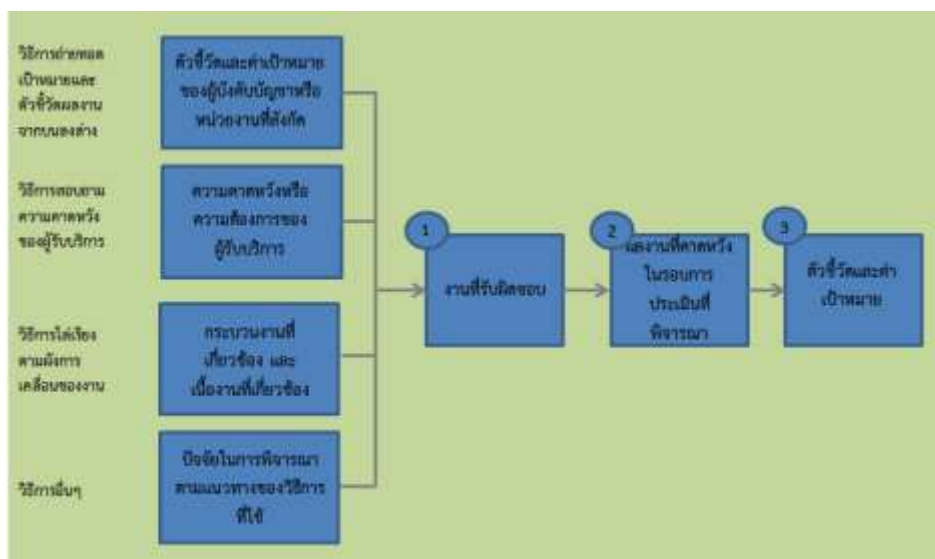 วิธีการถ่ายทอด
เป้าหมายและ
ตัวชี้วัดผลงาน
จากบนลงล่าง
ตัวชี้วัดและค่าเป้าหมาย
ของผู้บังคับบัญชาหรือ
หน่วยงานที่สังกัด
วิธีการสอบถาม
ความคาดหวัง
ของผู้รับบริการ
ความคาดหวังหรือ
ความต้องการของ
ผู้รับบริการ
วิธีการไล่เรียง
ตามผังการ
เคลื่อนของงาน
กระบวนงานที่
เกี่ยวข้อง และ
เนื้องานที่เกี่ยวข้อง
วิธีการอื่นๆ
ปัจจัยในการพิจารณา
ตามแนวทางของวิธีการ
ที่ใช้
1
งานที่รับผิดชอบ
2
ผลงานที่คาดหวัง
ในรอบการ
ประเมินที่
พิจารณา
3
ตัวชี้วัดและค่า
เป้าหมาย